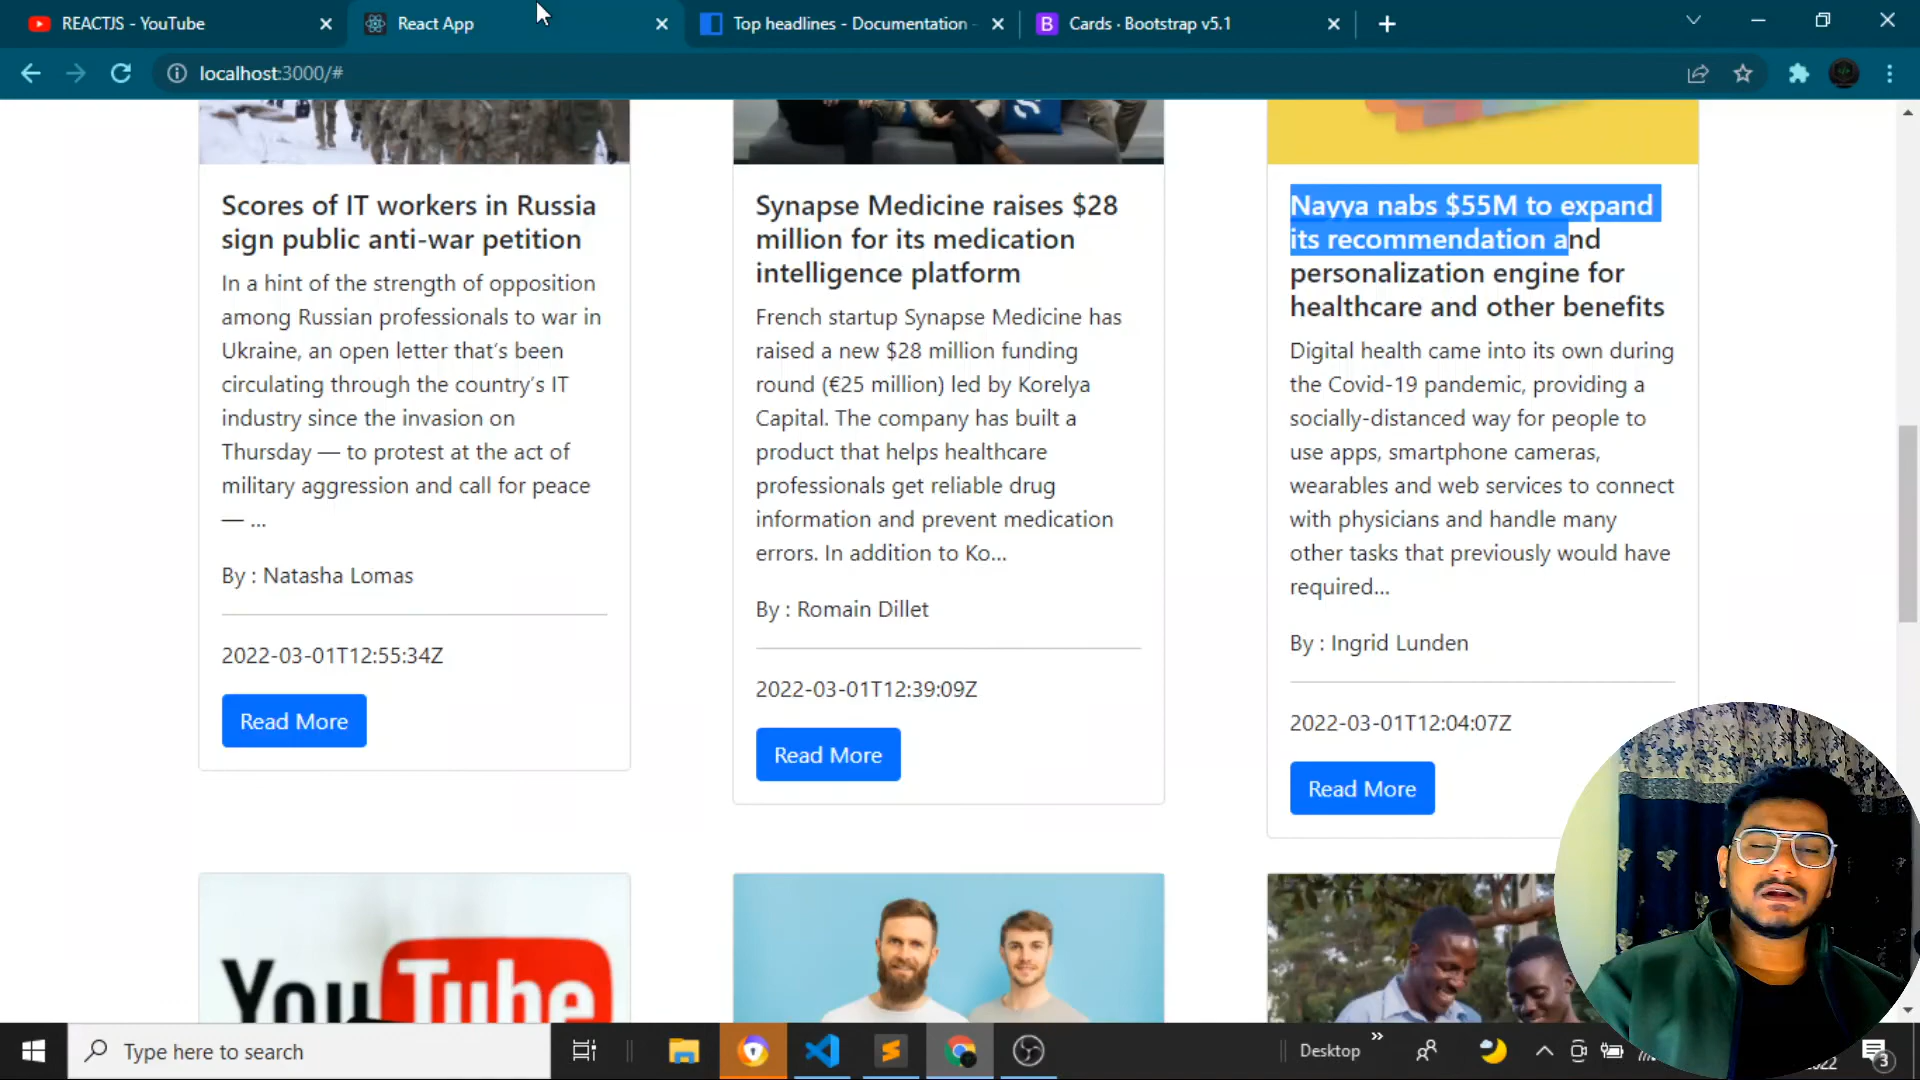 REACTJS - YouTube
React App
Top headlines - Documentation
Cards · Bootstrap v5.1
localhost:3000/#
Scores of IT workers in Russia
sign public anti-war petition
In a hint of the strength of opposition
among Russian professionals to war in
Ukraine, an open letter that’s been
circulating through the country’s IT
industry since the invasion on
Thursday — to protest at the act of
military aggression and call for peace
— ...
By : Natasha Lomas
2022-03-01T12:55:34Z
Read More
Synapse Medicine raises $28
million for its medication
intelligence platform
French startup Synapse Medicine has
raised a new $28 million funding
round (€25 million) led by Korelya
Capital. The company has built a
product that helps healthcare
professionals get reliable drug
information and prevent medication
errors. In addition to Ko...
By : Romain Dillet
2022-03-01T12:39:09Z
Read More
Nayya nabs $55M to expand
its recommendation and
personalization engine for
healthcare and other benefits
Digital health came into its own during
the Covid-19 pandemic, providing a
socially-distanced way for people to
use apps, smartphone cameras,
wearables and web services to connect
with physicians and handle many
other tasks that previously would have
required...
By : Ingrid Lunden
2022-03-01T12:04:07Z
Read More
YouTube
Type here to search
Desktop
3